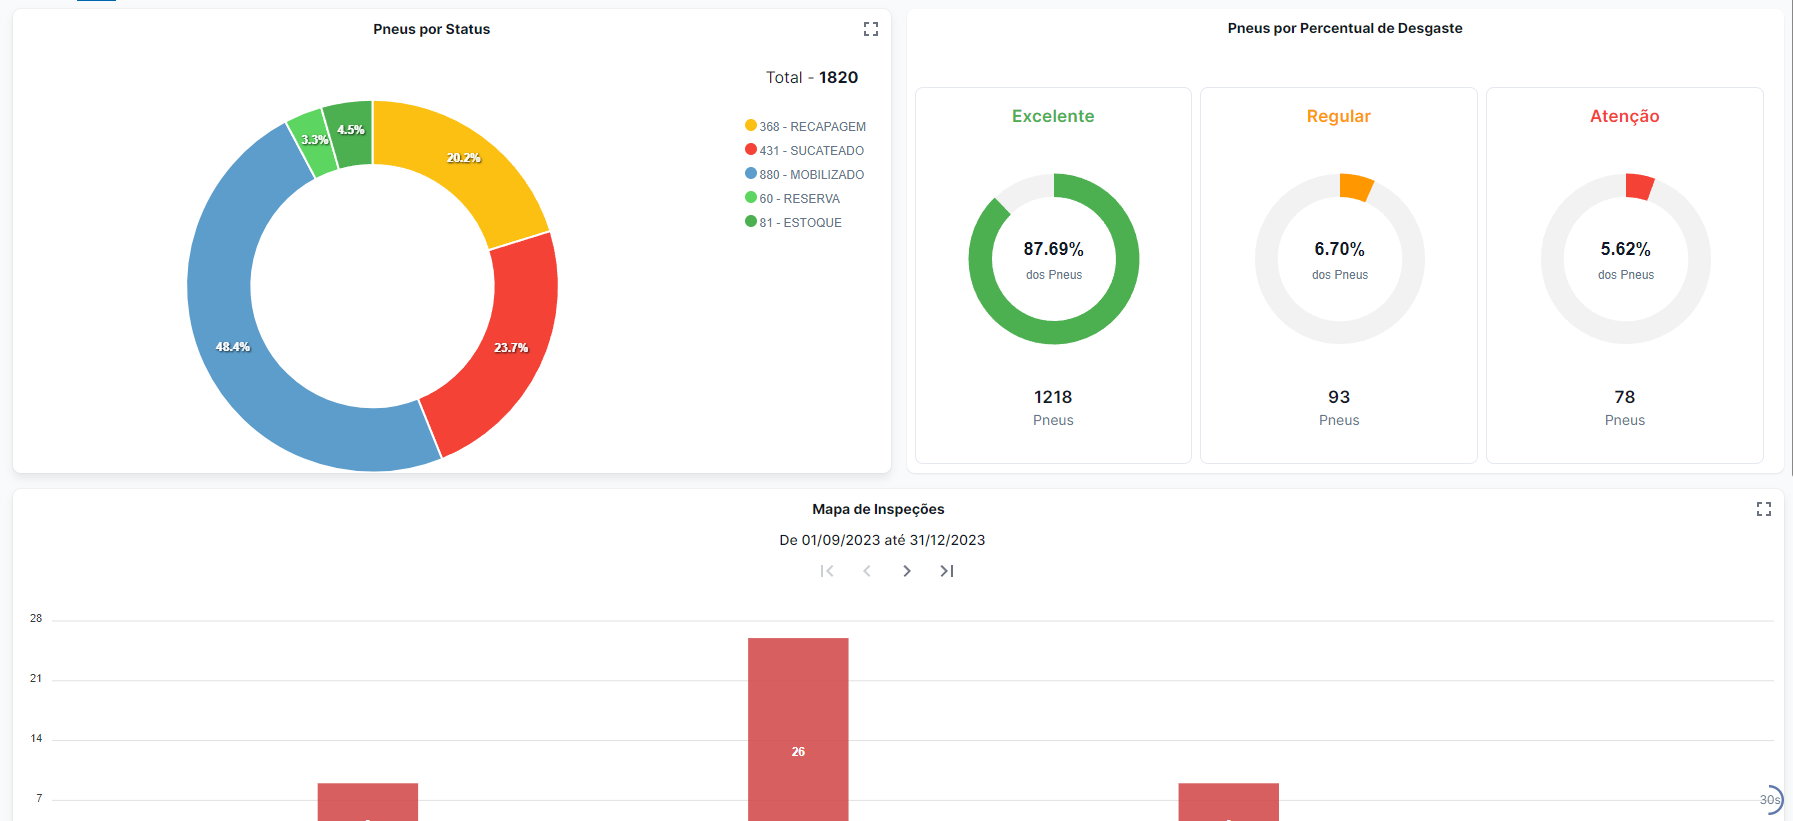 Pneus por Status
Total - 1820
368 - RECAPAGEM
431 - SUCATEADO
880 - MOBILIZADO
60 - RESERVA
81 - ESTOQUE
4.5%
3.3%
20.2%
48.4%
23.7%
Pneus por Percentual de Desgaste
Excelente
87.69%
dos Pneus
1218
Pneus
Regular
6.70%
dos Pneus
93
Pneus
Atenção
5.62%
dos Pneus
78
Pneus
Mapa de Inspeções
De 01/09/2023 até 31/12/2023
28
21
14
7
26
30s